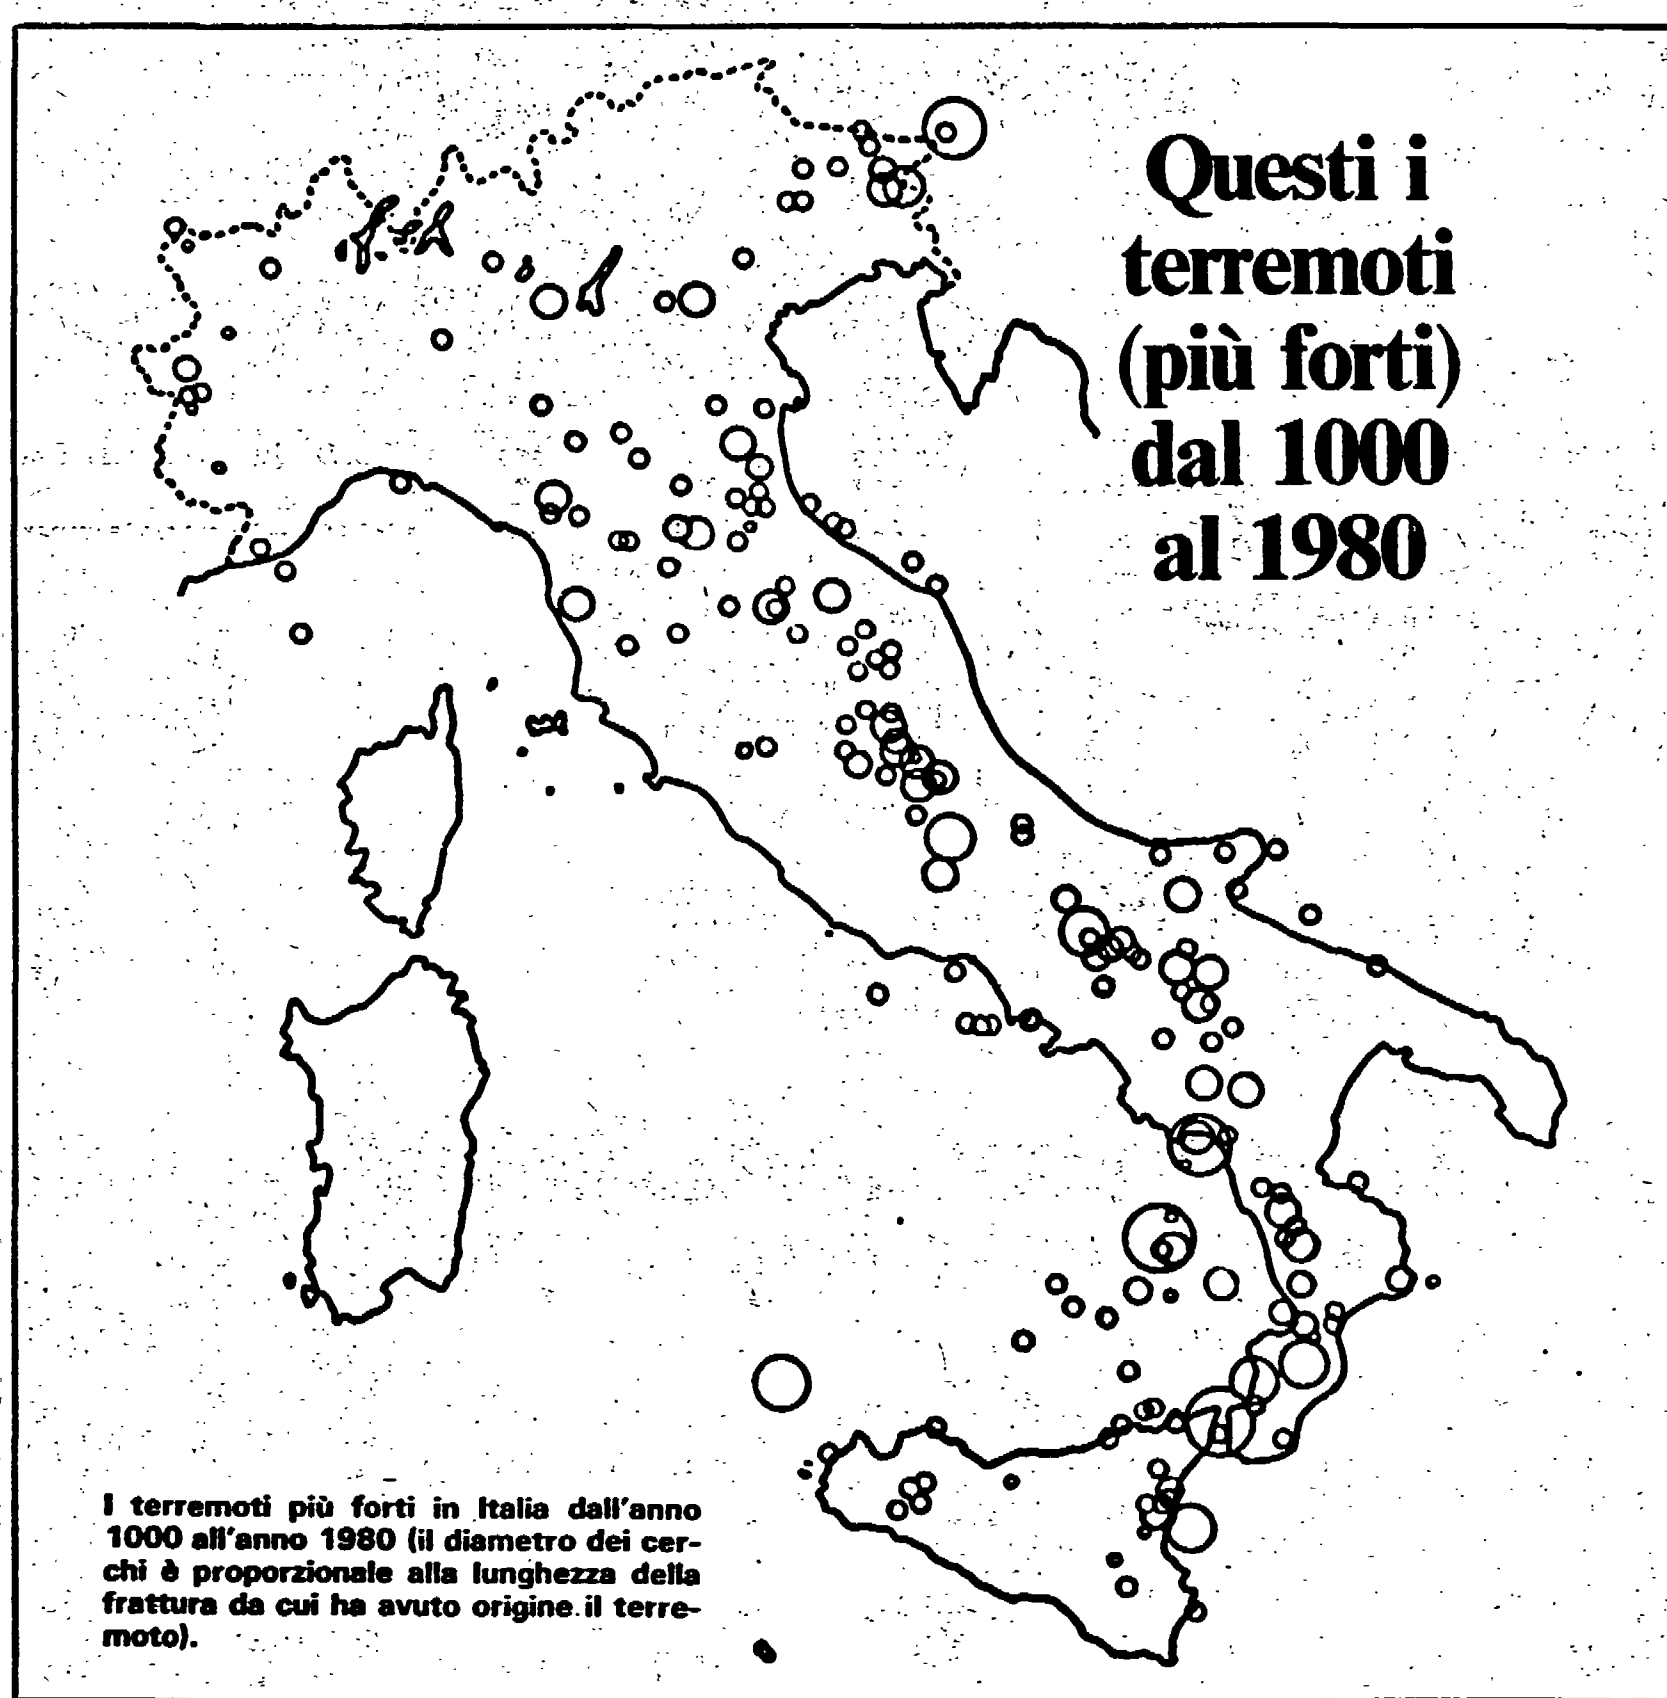 Questi i
terremoti
(più forti)
dal 1000
al 1980
I terremoti più forti in Italia dall'anno
1000 all'anno 1980 (il diametro dei cer-
chi è proporzionale alla lunghezza della
frattura da cui ha avuto origine il terre-
moto).